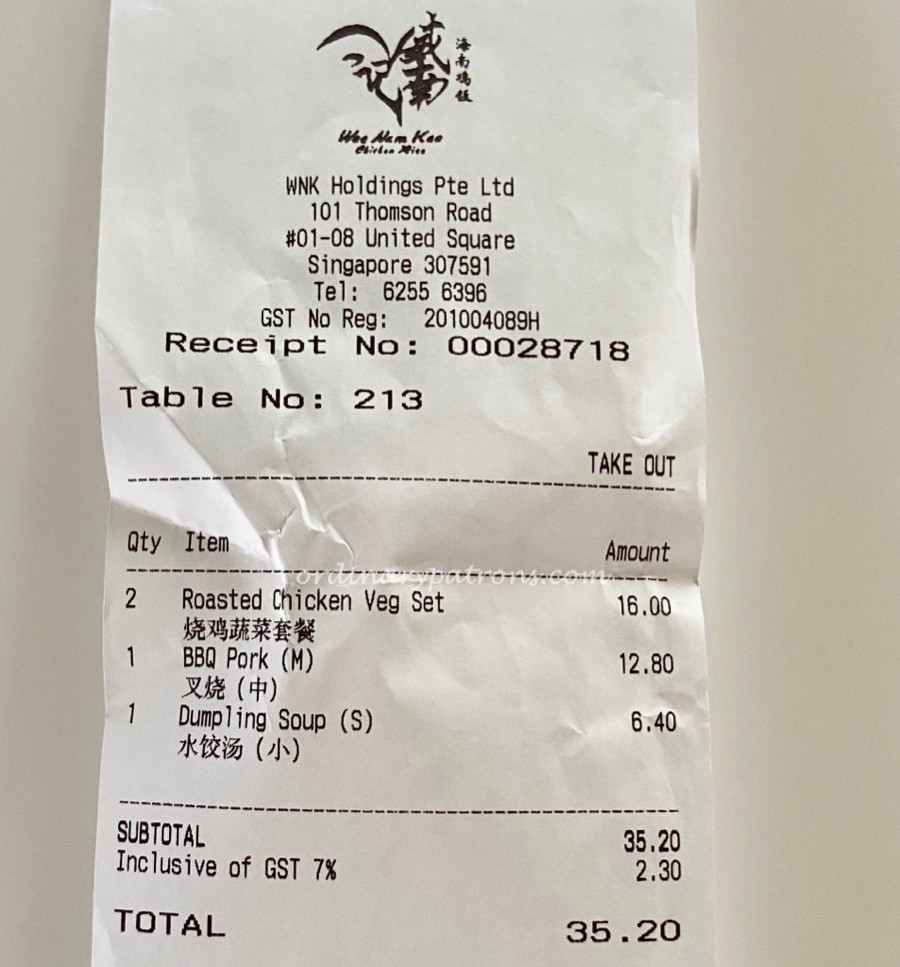 威南记
海南鸡饭
Wee Nam Kee
Chicken Rice
WNK Holdings Pte Ltd
101 Thomson Road
#01-08 United Square
Singapore 307591
Tel: 6255 6396
GST No Reg: 201004089H
Receipt No: 00028718
Table No: 213
TAKE OUT
Qty Item Amount
ordinarypatrons.com
2 Roasted Chicken Veg Set 16.00
烧鸡蔬菜套餐
1 BBQ Pork (M) 12.80
叉烧 (中)
1 Dumpling Soup (S) 6.40
水饺汤 (小)
SUBTOTAL 35.20
Inclusive of GST 7% 2.30
TOTAL 35.20